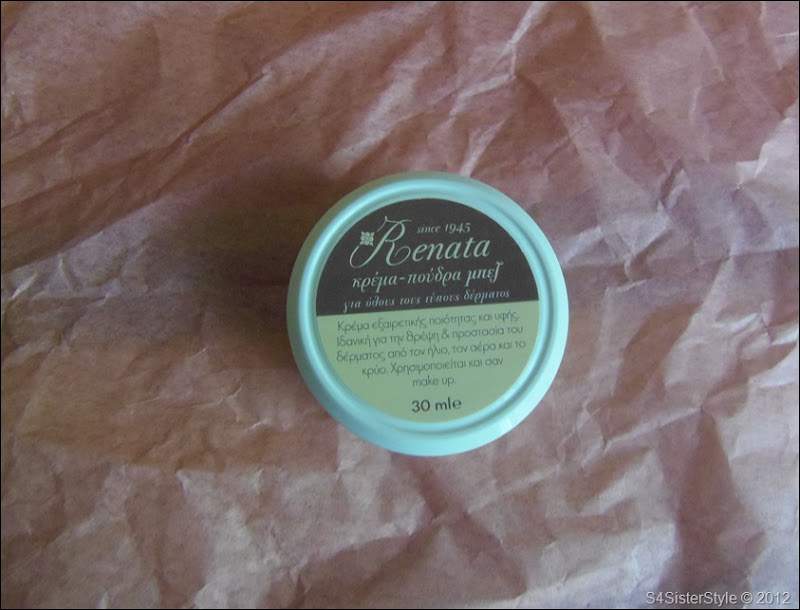 since 1945
Renata
κρέμα-πούδρα μπεζ
για όλους τους τύπους δέρματος
Κρέμα εξαιρετικής ποιότητας και υφής.
Ιδανική για την θρέψη & προστασία του
δέρματος από τον ήλιο, τον αέρα και το
κρύο. Χρησιμοποιείται και σαν
make up.
30 mle
S4SisterStyle © 2012